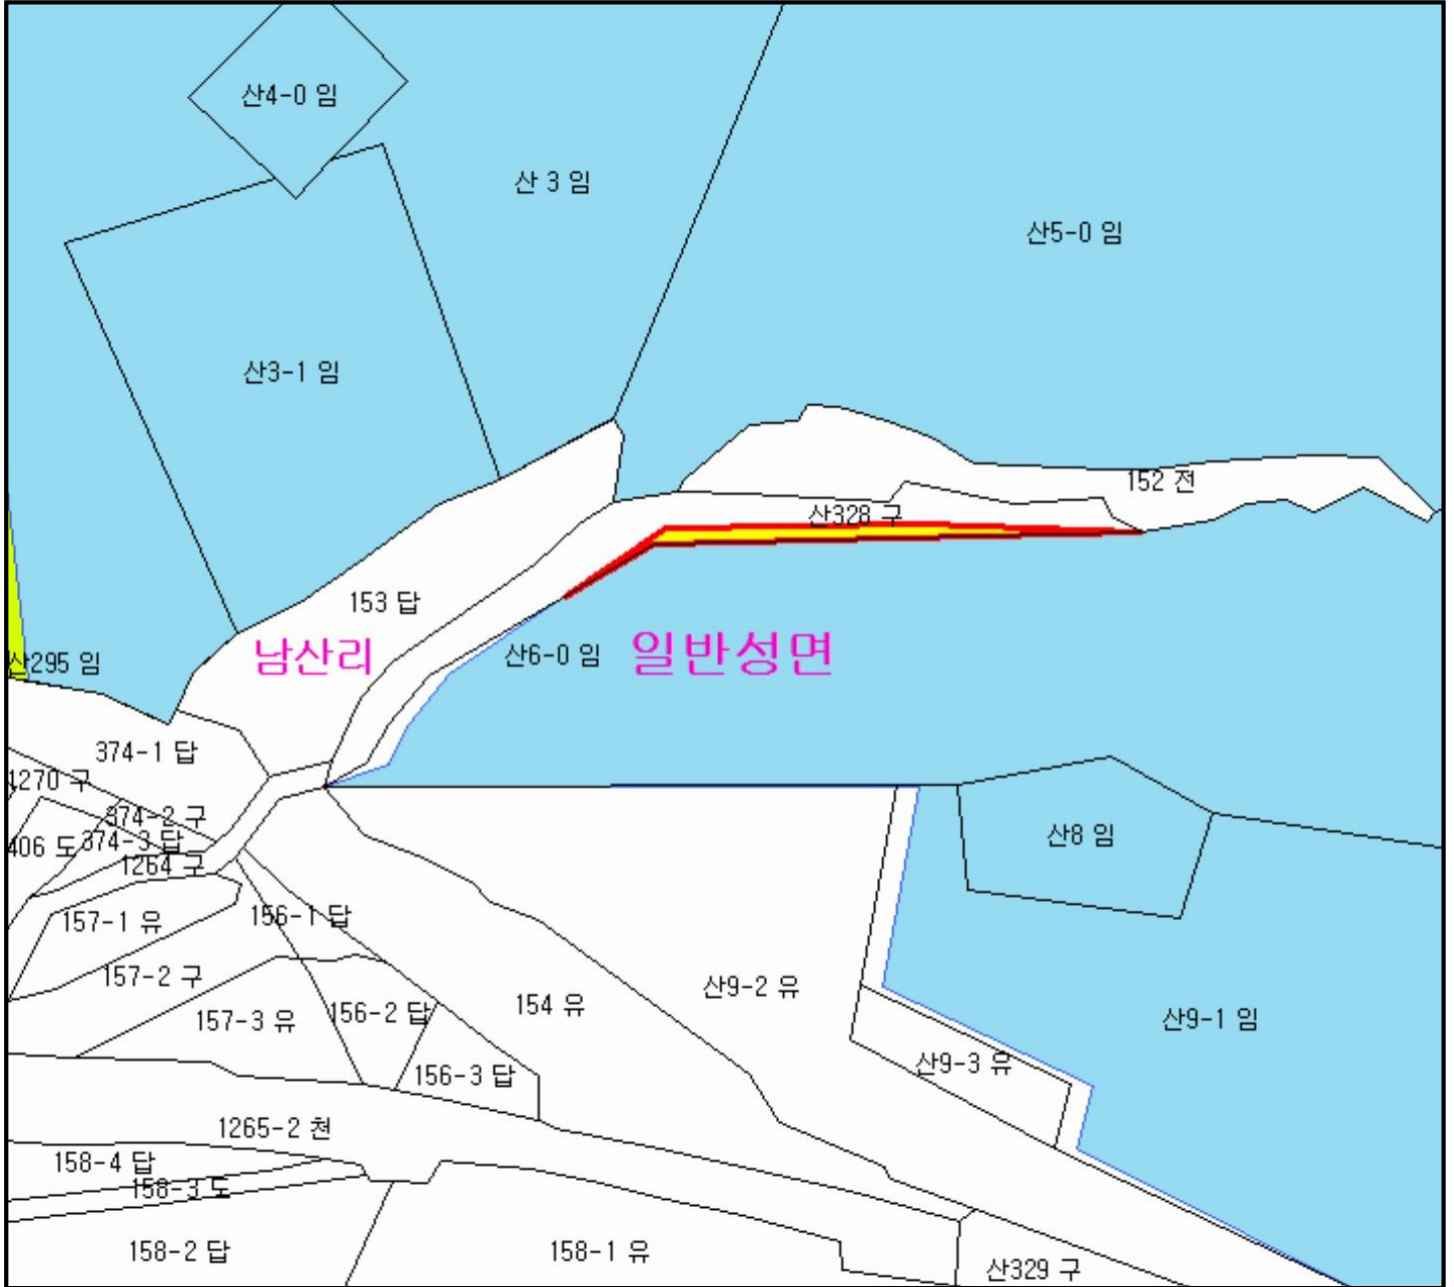 산4-0 임
산 3 임
산5-0 임
산3-1 임
152 전
산328 구
153 답
남산리
산6-0 임
일반성면
산295 임
374-1 답
1270 구
374-2 구
산8 임
406 도
374-3 답
1264 구
157-1 유
156-1 답
157-2 구
산9-2 유
154 유
156-2 답
157-3 유
산9-1 임
산9-3 유
156-3 답
1265-2 천
158-4 답
158-3 도
158-2 답
158-1 유
산329 구